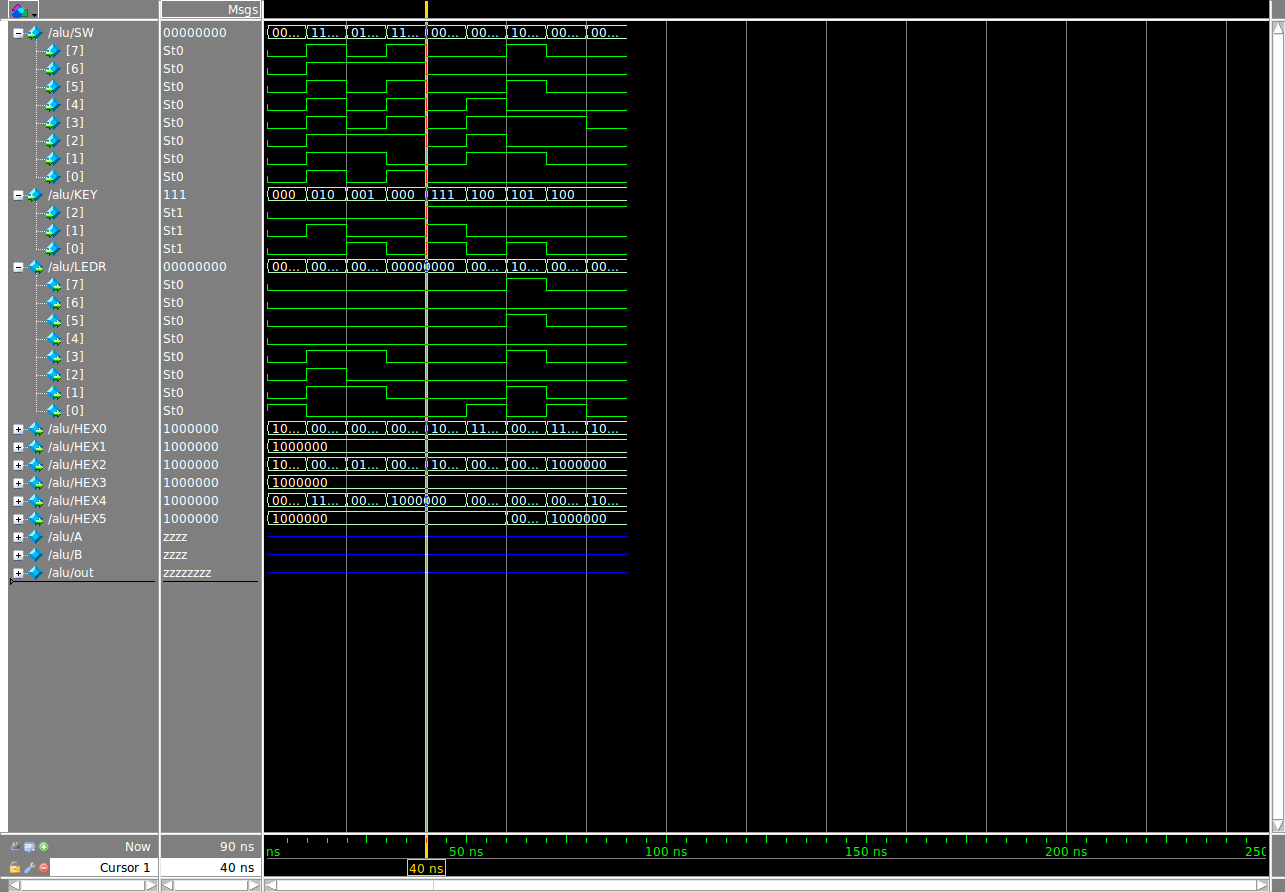 Msgs
/alu/SW 00000000 00... 11... 01... 11... 00... 00... 10... 00... 00...
[7] St0
[6] St0
[5] St0
[4] St0
[3] St0
[2] St0
[1] St0
[0] St0
/alu/KEY 111 000 010 001 000 111 100 101 100
[2] St1
[1] St1
[0] St1
/alu/LEDR 00000000 00... 00... 00... 00000000 00... 10... 00... 00...
[7] St0
[6] St0
[5] St0
[4] St0
[3] St0
[2] St0
[1] St0
[0] St0
/alu/HEX0 1000000 10... 00... 00... 00... 10... 11... 00... 11... 10...
/alu/HEX1 1000000 1000000
/alu/HEX2 1000000 10... 00... 01... 00... 10... 00... 00... 1000000
/alu/HEX3 1000000 1000000
/alu/HEX4 1000000 00... 11... 00... 1000000 00... 00... 00... 10...
/alu/HEX5 1000000 1000000 00... 1000000
/alu/A zzzz
/alu/B zzzz
/alu/out zzzzzzzz
Now 90 ns ns 50 ns 100 ns 150 ns 200 ns 250
Cursor 1 40 ns 40 ns